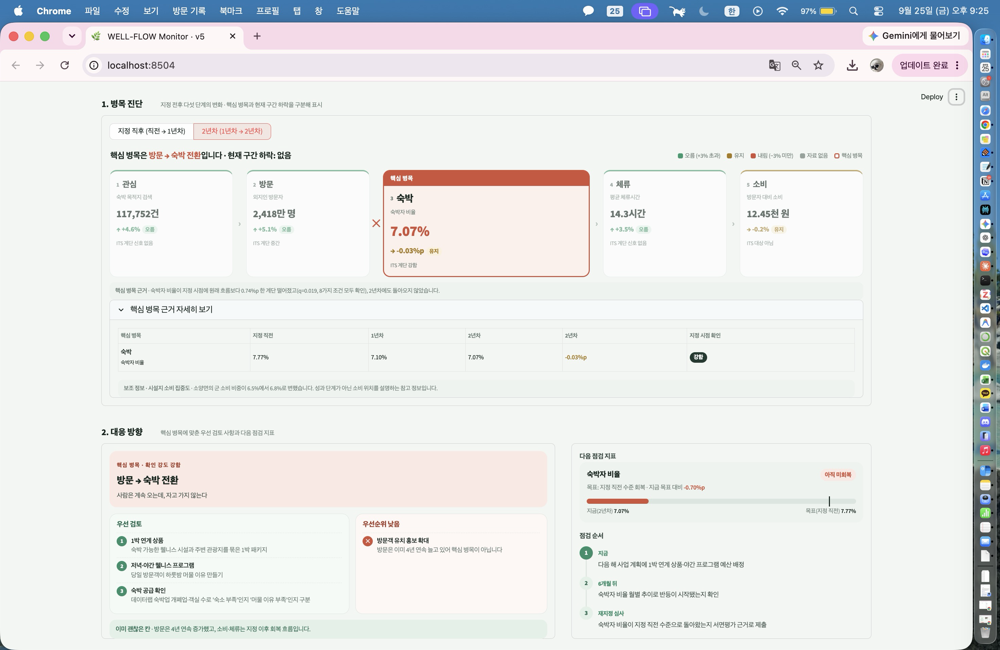 Chrome 파일 수정 보기 방문 기록 북마크 프로필 탭 창 도움말 25 한 97% 9월 25일 (금) 오후 9:25
WELL-FLOW Monitor · v5
Gemini에게 물어보기
localhost:8504
업데이트 완료
Deploy
1. 병목 진단 지정 전후 다섯 단계의 변화 · 핵심 병목과 현재 구간 하락을 구분해 표시
지정 직후 (직전 → 1년차) 2년차 (1년차 → 2년차)
핵심 병목은 방문 → 숙박 전환입니다 · 현재 구간 하락: 없음
오름 (+3% 초과) 유지 내림 (−3% 미만) 자료 없음 핵심 병목
1 관심
숙박 목적지 검색
117,752건
↑ +4.6% 오름
ITS 계단 신호 없음
›
2 방문
외지인 방문자
2,418만 명
↑ +5.1% 오름
ITS 계단 중간
핵심 병목
3 숙박
숙박자 비율
7.07%
→ -0.03%p 유지
ITS 계단 강함
›
4 체류
평균 체류시간
14.3시간
↑ +3.5% 오름
ITS 계단 신호 없음
›
5 소비
방문자 대비 소비
12.45천 원
→ -0.2% 유지
ITS 대상 아님
핵심 병목 근거 · 숙박자 비율이 지정 시점에 원래 흐름보다 0.74%p 한 계단 떨어졌고(q=0.019, 8가지 조건 모두 확인), 2년차에도 돌아오지 않았습니다.
핵심 병목 근거 자세히 보기
핵심 병목 지정 직전 1년차 2년차 2년차 지정 시점 확인
숙박
숙박자 비율
7.77% 7.10% 7.07% -0.03%p 강함
보조 정보 · 시설지 소비 집중도 · 소양면의 군 소비 비중이 6.5%에서 6.8%로 변했습니다. 성과 단계가 아닌 소비 위치를 설명하는 참고 정보입니다.
2. 대응 방향 핵심 병목에 맞춘 우선 검토 사항과 다음 점검 지표
핵심 병목 · 확인 강도 강함
방문 → 숙박 전환
사람은 계속 오는데, 자고 가지 않는다
우선 검토
1 1박 연계 상품
숙박 가능한 웰니스 시설과 주변 관광지를 묶은 1박 패키지
2 저녁·야간 웰니스 프로그램
당일 방문객이 하룻밤 머물 이유 만들기
3 숙박 공급 확인
데이터랩 숙박업 개폐업·객실 수로 '숙소 부족'인지 '머물 이유 부족'인지 구분
우선순위 낮음
방문객 유치 홍보 확대
방문은 이미 4년 연속 늘고 있어 핵심 병목이 아닙니다
이미 괜찮은 칸 · 방문은 4년 연속 증가했고, 소비·체류는 지정 이후 회복 흐름입니다.
다음 점검 지표
숙박자 비율 아직 미회복
목표: 지정 직전 수준 회복 · 지금 목표 대비 -0.70%p
지금(2년차) 7.07% 목표(지정 직전) 7.77%
점검 순서
1 지금
다음 해 사업 계획에 1박 연계 상품·야간 프로그램 예산 배정
2 6개월 뒤
숙박자 비율 월별 추이로 반등이 시작됐는지 확인
3 재지정 심사
숙박자 비율이 지정 직전 수준으로 돌아왔는지 서면평가 근거로 제출
25
Alt
TALK